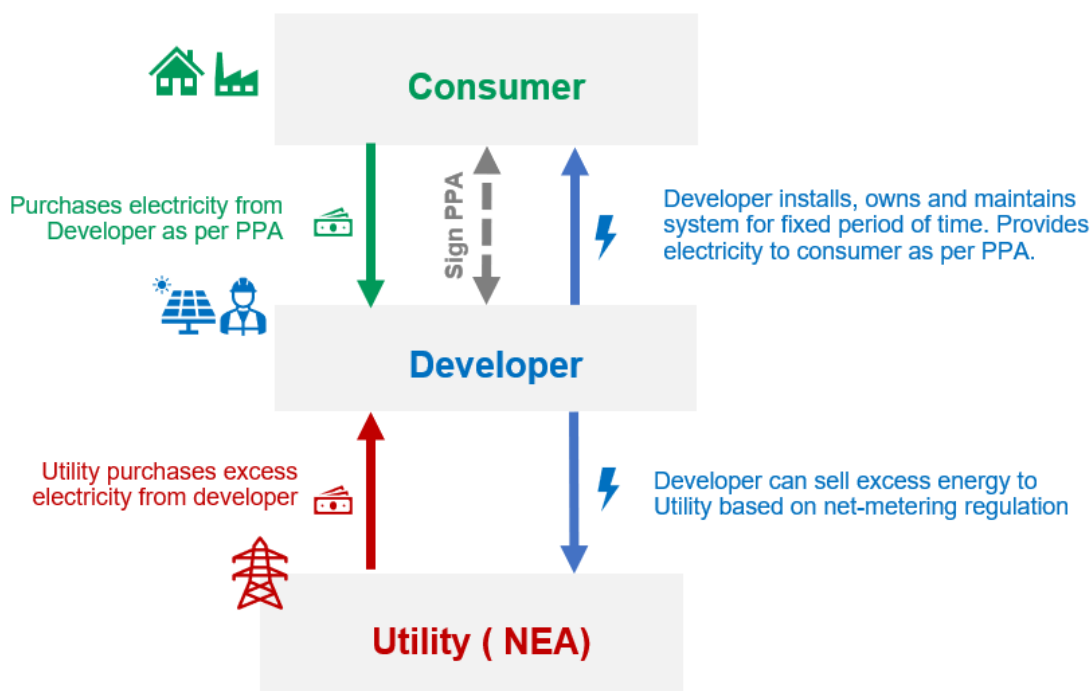 Consumer
Purchases electricity from
Developer as per PPA
Sign PPA
Developer installs, owns and maintains
system for fixed period of time. Provides
electricity to consumer as per PPA.
Developer
Utility purchases excess
electricity from developer
Developer can sell excess energy to
Utility based on net-metering regulation
Utility ( NEA)